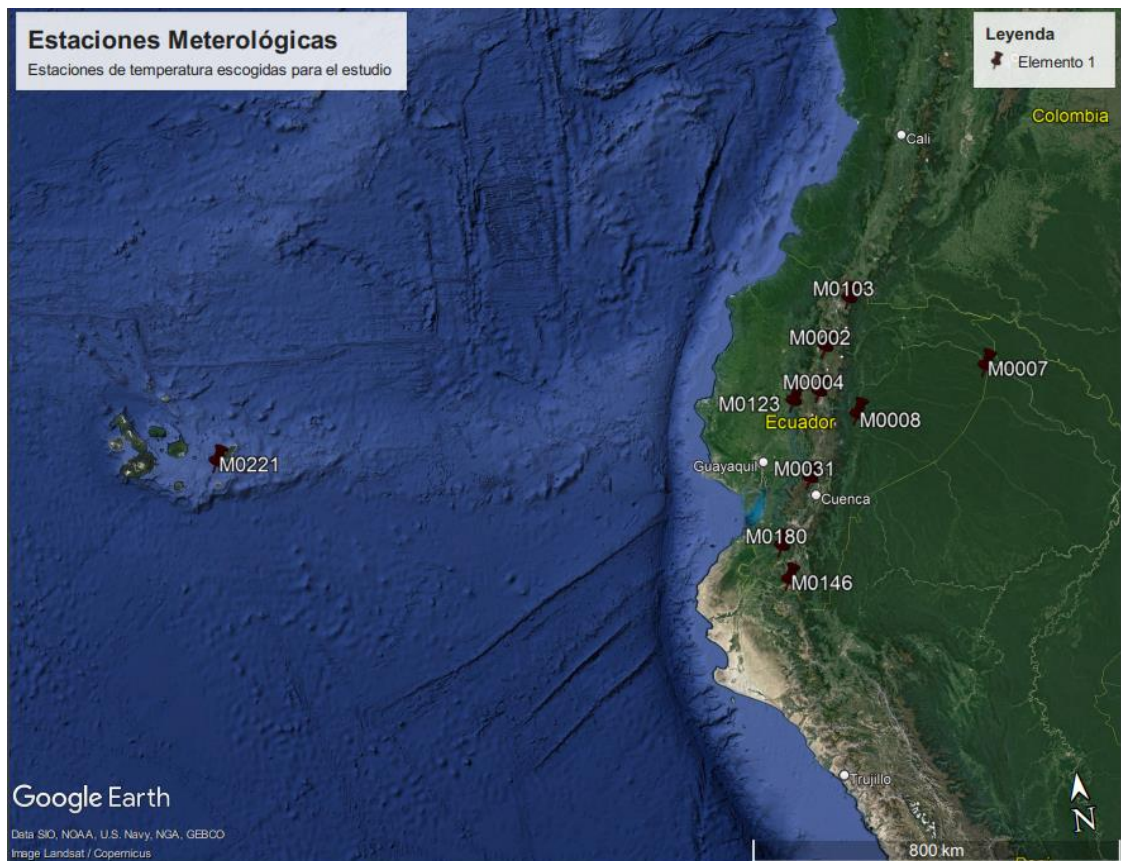 Estaciones Meterológicas
Estaciones de temperatura escogidas para el estudio
Leyenda
Elemento 1
Colombia
Cali
M0103
M0002
M0007
M0004
M0123
M0008
Ecuador
M0221
Guayaquil
M0031
Cuenca
M0180
M0146
Trujillo
Google Earth
N
Data SIO, NOAA, U.S. Navy, NGA, GEBCO
Image Landsat / Copernicus
800 km